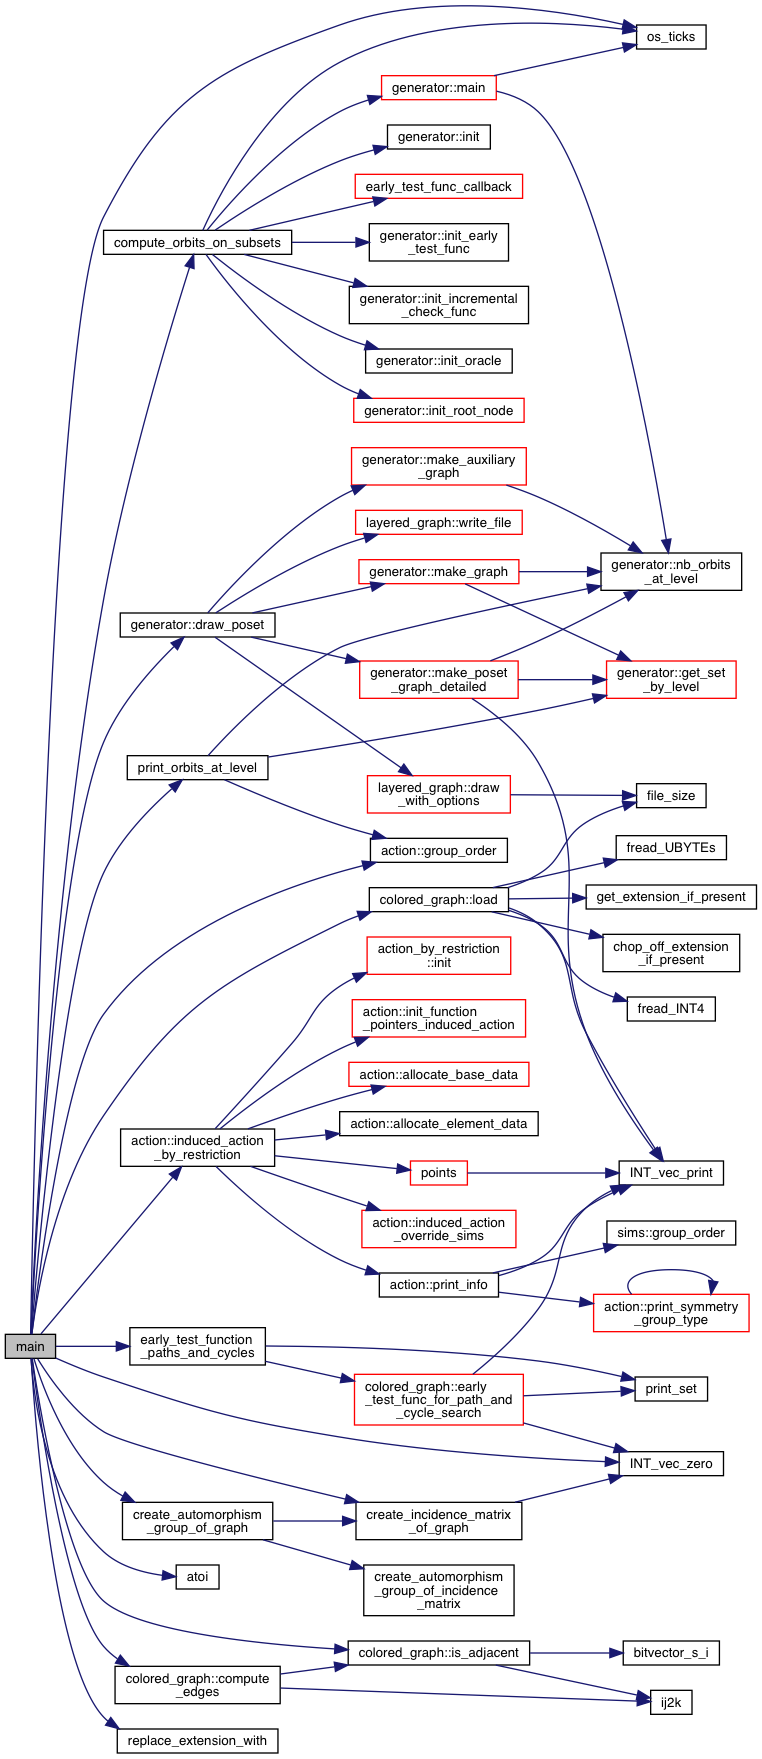 os_ticks
generator::main
generator::init
early_test_func_callback
compute_orbits_on_subsets
generator::init_early
_test_func
generator::init_incremental
_check_func
generator::init_oracle
generator::init_root_node
generator::make_auxiliary
_graph
layered_graph::write_file
generator::make_graph
generator::nb_orbits
_at_level
generator::draw_poset
generator::make_poset
_graph_detailed
generator::get_set
_by_level
print_orbits_at_level
layered_graph::draw
_with_options
file_size
action::group_order
fread_UBYTEs
colored_graph::load
get_extension_if_present
action_by_restriction
::init
chop_off_extension
_if_present
action::init_function
_pointers_induced_action
fread_INT4
action::allocate_base_data
action::allocate_element_data
action::induced_action
_by_restriction
points
INT_vec_print
action::induced_action
_override_sims
sims::group_order
action::print_info
action::print_symmetry
_group_type
main
early_test_function
_paths_and_cycles
colored_graph::early
_test_func_for_path_and
_cycle_search
print_set
INT_vec_zero
create_automorphism
_group_of_graph
create_incidence_matrix
_of_graph
atoi
create_automorphism
_group_of_incidence
_matrix
colored_graph::is_adjacent
bitvector_s_i
colored_graph::compute
_edges
ij2k
replace_extension_with